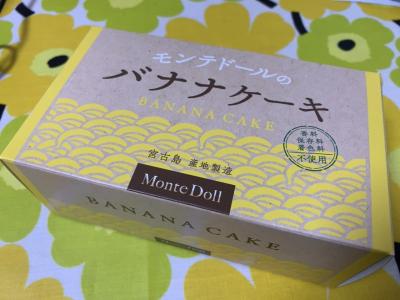 モンテドールの
バナナケーキ
BANANA CAKE
香料
保存料
着色料
不使用
宮古島 産地製造
Monte Doll
BANANA CAKE